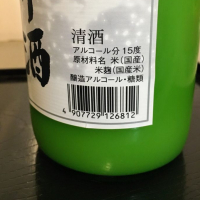 酒
清酒
アルコール分 15度
原材料名 米(国産)
米麹(国産米)
醸造アルコール・糖類
4 907729 126812